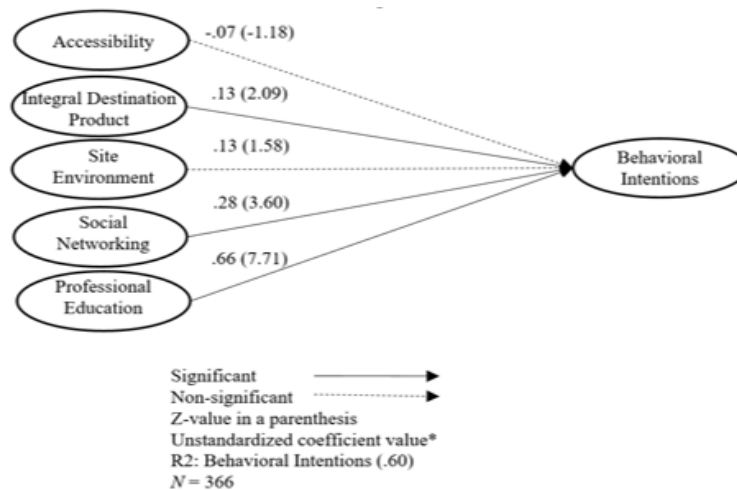 Accessibility
-.07 (-1.18)
Integral Destination
Product
.13 (2.09)
Site
Environment
.13 (1.58)
Behavioral
Intentions
Social
Networking
.28 (3.60)
Professional
Education
.66 (7.71)
Significant
Non-significant
Z-value in a parenthesis
Unstandardized coefficient value*
R2: Behavioral Intentions (.60)
N = 366